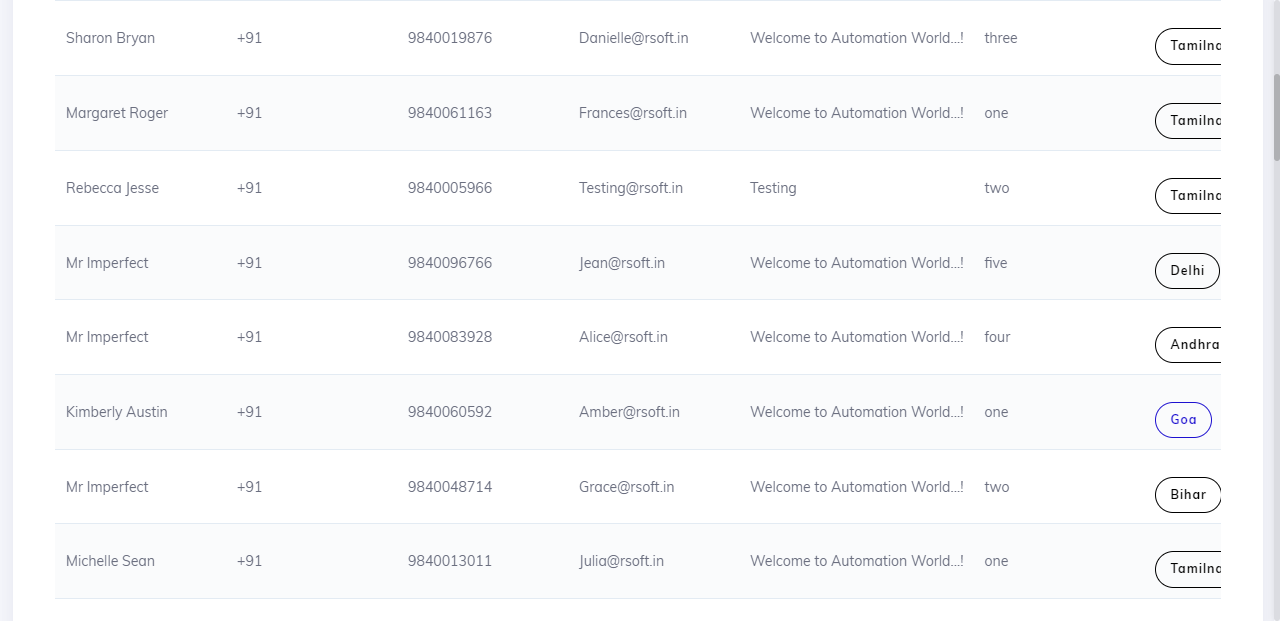 Sharon Bryan +91 9840019876 Danielle@rsoft.in Welcome to Automation World...! three Tamilna
Margaret Roger +91 9840061163 Frances@rsoft.in Welcome to Automation World...! one Tamilna
Rebecca Jesse +91 9840005966 Testing@rsoft.in Testing two Tamilna
Mr Imperfect +91 9840096766 Jean@rsoft.in Welcome to Automation World...! five Delhi
Mr Imperfect +91 9840083928 Alice@rsoft.in Welcome to Automation World...! four Andhra
Kimberly Austin +91 9840060592 Amber@rsoft.in Welcome to Automation World...! one Goa
Mr Imperfect +91 9840048714 Grace@rsoft.in Welcome to Automation World...! two Bihar
Michelle Sean +91 9840013011 Julia@rsoft.in Welcome to Automation World...! one Tamilna